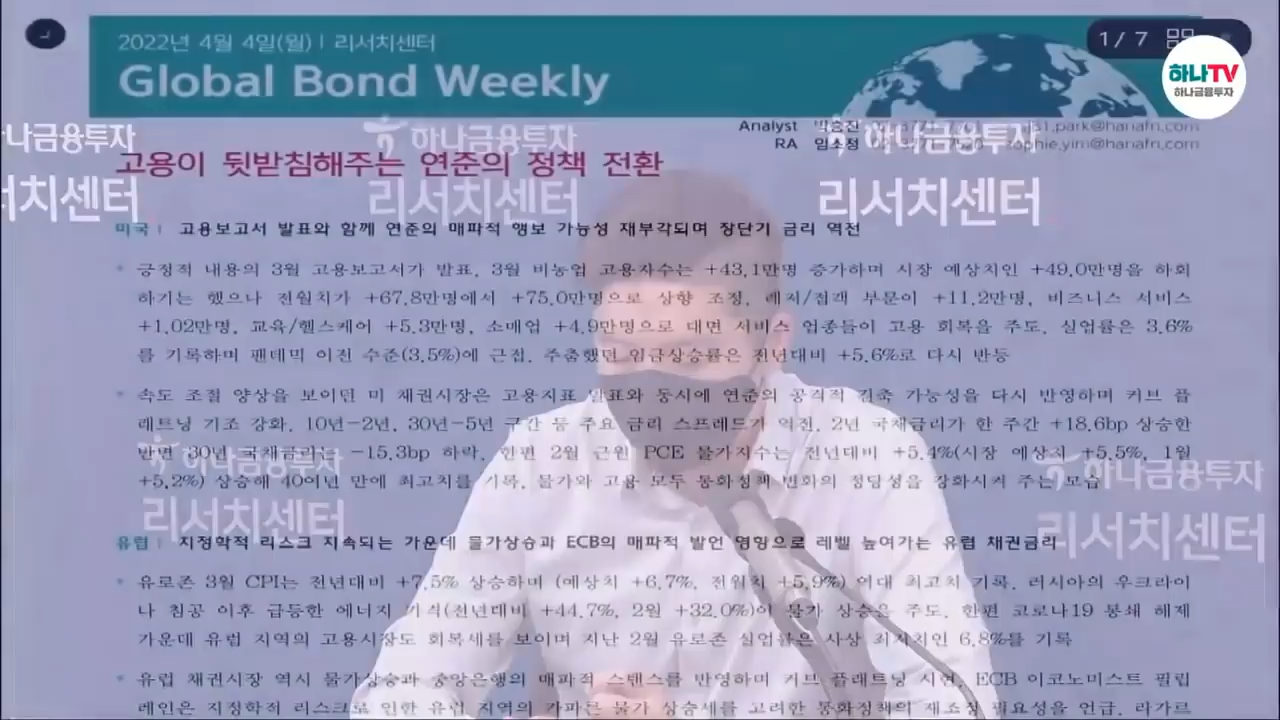 2022년 4월 4일(월) | 리서치센터
1 / 7
하나TV
하나금융투자
Global Bond Weekly
Analyst
RA 임소정
나금융투자
하나금융투자
하나금융투자
고용이 뒷받침해주는 연준의 정책 전환
서치센터
리서치센터
리서치센터
미국 | 고용보고서 발표와 함께 연준의 매파적 행보 가능성 재부각되며 장단기 금리 역전
• 긍정적 내용의 3월 고용보고서가 발표. 3월 비농업 고용자수는 +43.1만명 증가하며 시장 예상치인 +49.0만명을 하회
하기는 했으나 전월치가 +67.8만명에서 +75.0만명으로 상향 조정. 레저/접객 부문이 +11.2만명, 비즈니스 서비스
+1.02만명, 교육/헬스케어 +5.3만명, 소매업 +4.9만명으로 대면 서비스 업종들이 고용 회복을 주도. 실업률은 3.6%
를 기록하며 팬데믹 이전 수준(3.5%)에 근접. 주춤했던 임금상승률은 전년대비 +5.6%로 다시 반등
• 속도 조절 양상을 보이던 미 채권시장은 고용지표 발표와 동시에 연준의 공격적 긴축 가능성을 다시 반영하며 커브 플
래트닝 기조 강화. 10년-2년, 30년-5년 구간 등 주요 금리 스프레드가 역전. 2년 국채금리가 한 주간 +18.6bp 상승한
반면 30년 국채금리는 -15.3bp 하락. 한편 2월 근원 PCE 물가지수는 전년대비 +5.4%(시장 예상치 +5.5%, 1월
+5.2%) 상승해 40여년 만에 최고치를 기록. 물가와 고용 모두 통화정책 변화의 정당성을 강화시켜 주는 모습
하나금융투자
하나금융투자
리서치센터
리서치센터
유럽 | 지정학적 리스크 지속되는 가운데 물가상승과 ECB의 매파적 발언 영향으로 레벨 높여가는 유럽 채권금리
• 유로존 3월 CPI는 전년대비 +7.5% 상승하며 (예상치 +6.7%, 전월치 +5.9%) 역대 최고치 기록. 러시아의 우크라이
나 침공 이후 급등한 에너지 가격(전년대비 +44.7%, 2월 +32.0%)이 물가 상승을 주도. 한편 코로나19 봉쇄 해제
가운데 유럽 지역의 고용시장도 회복세를 보이며 지난 2월 유로존 실업률은 사상 최저치인 6.8%를 기록
• 유럽 채권시장 역시 물가상승과 중앙은행의 매파적 스탠스를 반영하며 커브 플래트닝 시현. ECB 이코노미스트 필립
레인은 지정학적 리스크로 인한 유럽 지역의 가파른 물가 상승세를 고려한 통화정책의 재조정 필요성을 언급. 라가르